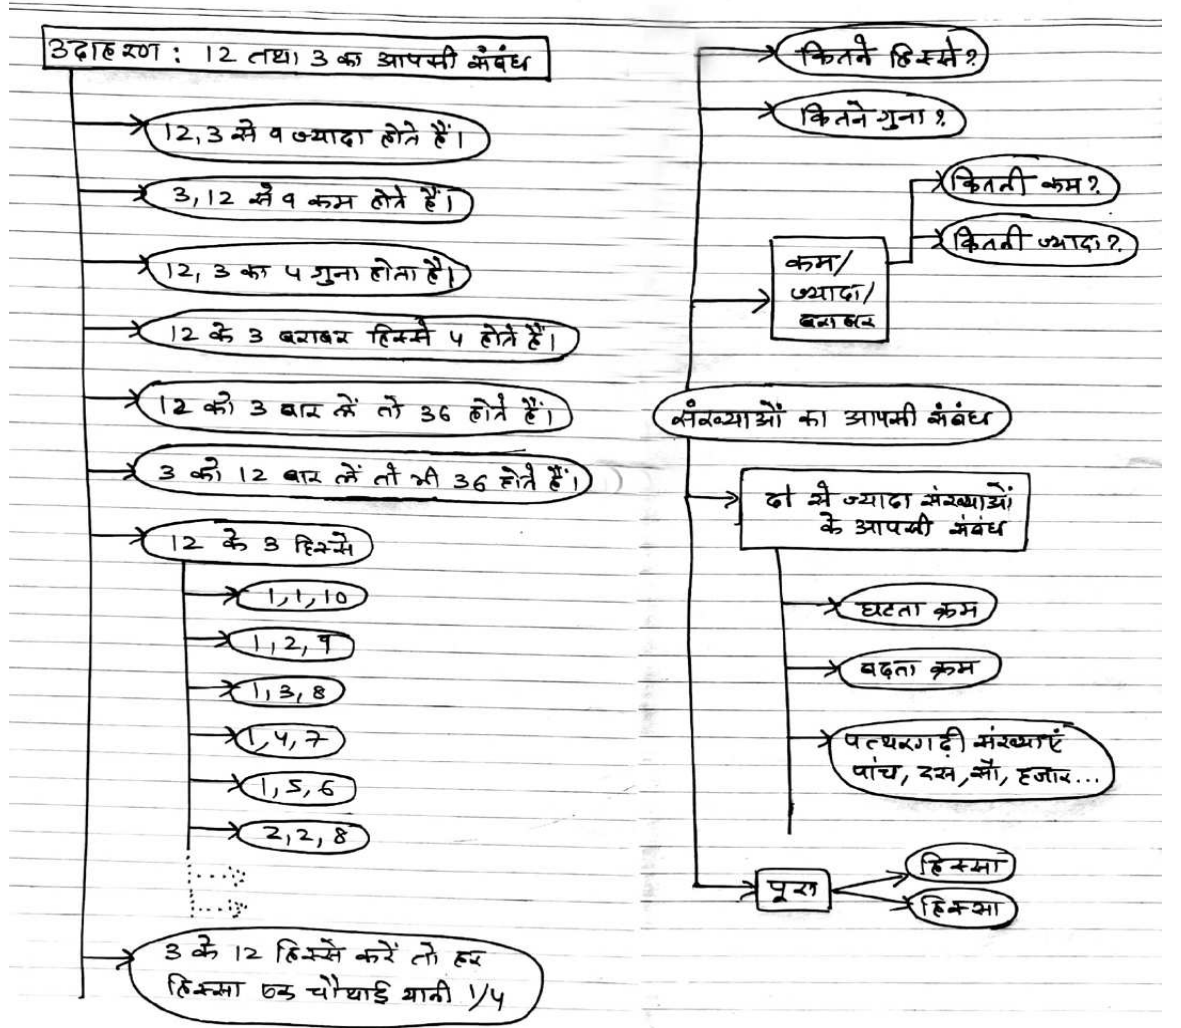 उदाहरण : 12 तथा 3 का आपसी संबंध
12, 3 से 9 ज्यादा होते हैं।
3, 12 से 9 कम होते हैं।
12, 3 का 4 गुना होता है।
12 के 3 बराबर हिस्से 4 होते हैं।
12 को 3 बार लें तो 36 होते हैं।
3 को 12 बार लें तो भी 36 होते हैं।
12 के 3 हिस्से
1, 1, 10
1, 2, 9
1, 3, 8
1, 4, 7
1, 5, 6
2, 2, 8
3 के 12 हिस्से करें तो हर
हिस्सा एक चौथाई यानी 1/4
कितने हिस्से?
कितने गुना?
कितनी कम?
कितनी ज्यादा?
कम/
ज्यादा/
बराबर
संख्याओं का आपसी संबंध
दो से ज्यादा संख्याओं
के आपसी संबंध
घटता क्रम
बढ़ता क्रम
पत्थरगढ़ी संख्याएं
पांच, दस, सौ, हजार...
पूरा
हिस्सा
हिस्सा